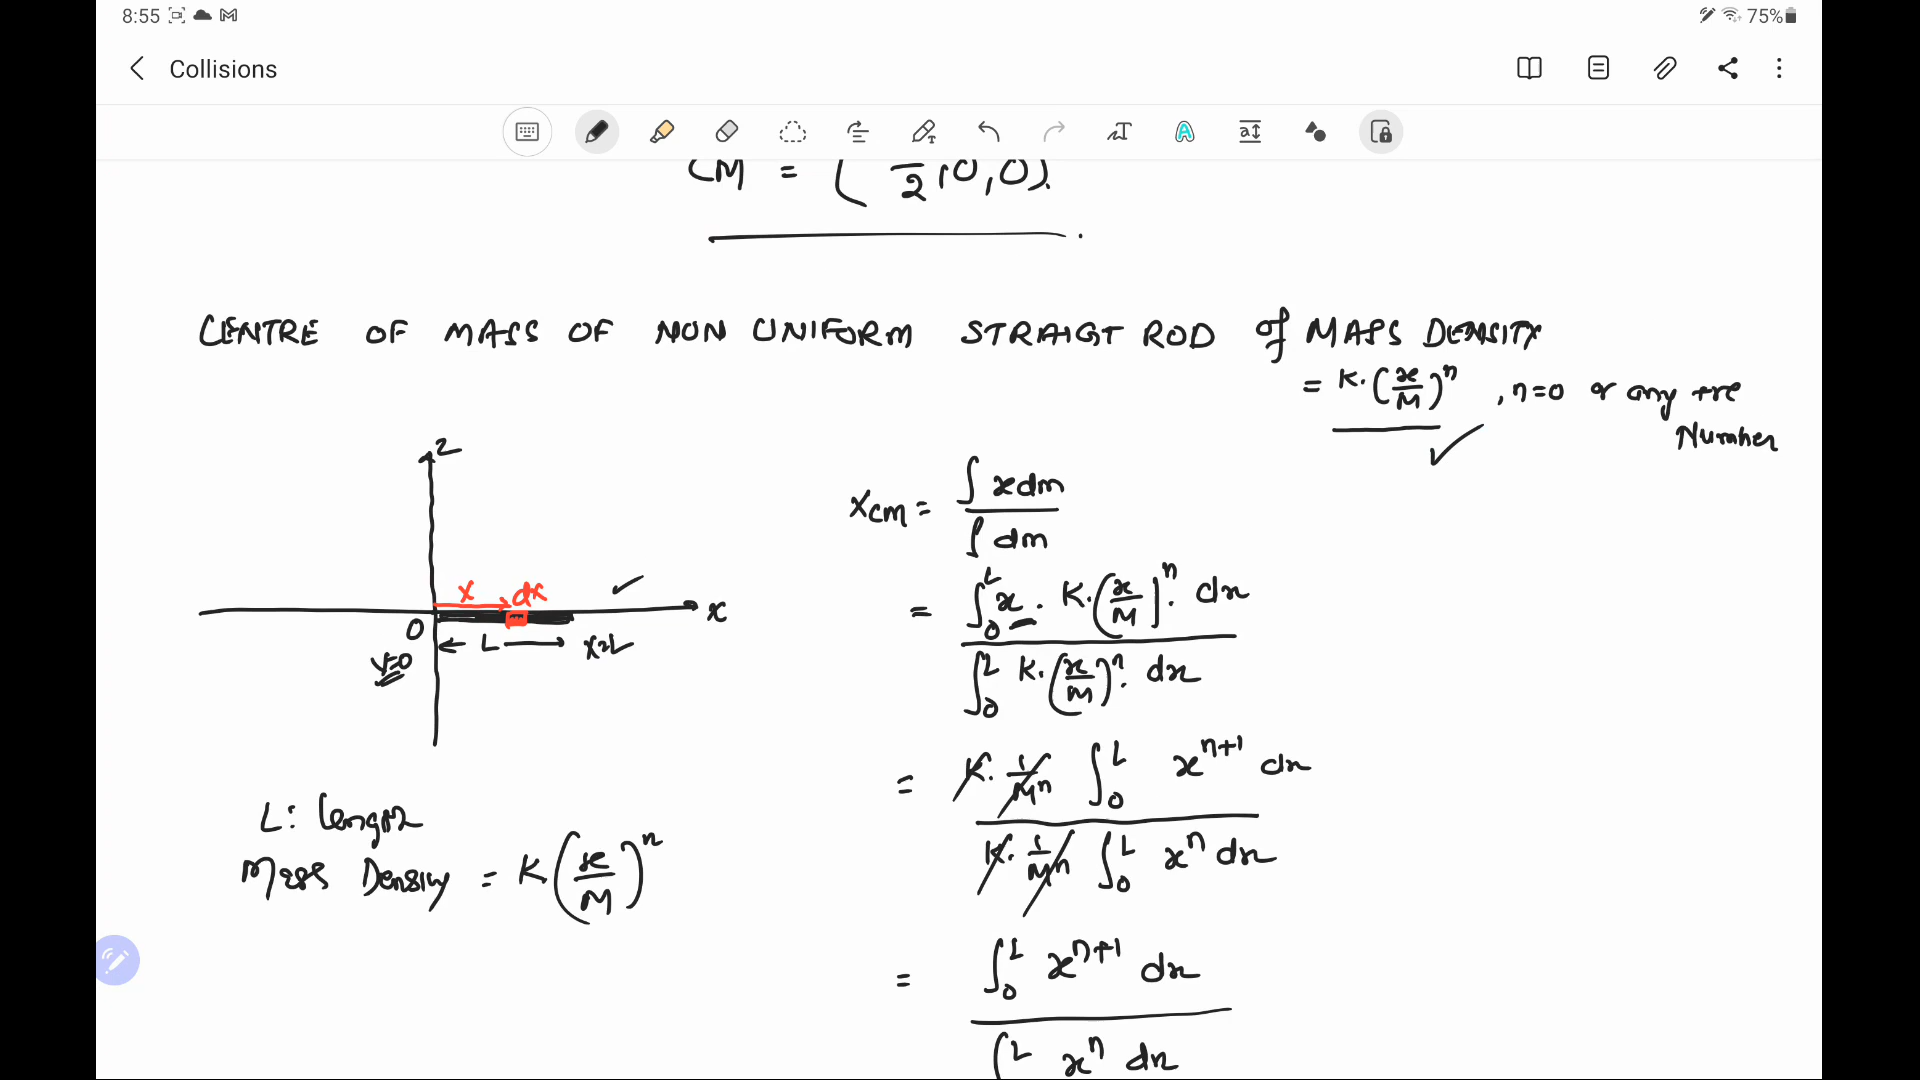 8:55 75%
Collisions
CM = ( /2, 0, 0).
CENTRE OF MASS OF NON UNIFORM STRAIGT ROD of MASS DENSITY
= K.(x/M)^n , n=0 or any +ve
Number
z
X dx
x
0
L
x=L
y=0
L: length
Mass Density = K(x/M)^n
Xcm = ∫ x dm / ∫ dm
= ∫_0^L x . K.(x/M)^n . dx / ∫_0^L K.(x/M)^n . dx
= K. 1/M^n ∫_0^L x^{n+1} dx / K. 1/M^n ∫_0^L x^n dx
= ∫_0^L x^{n+1} dx / ∫^L x^n dx